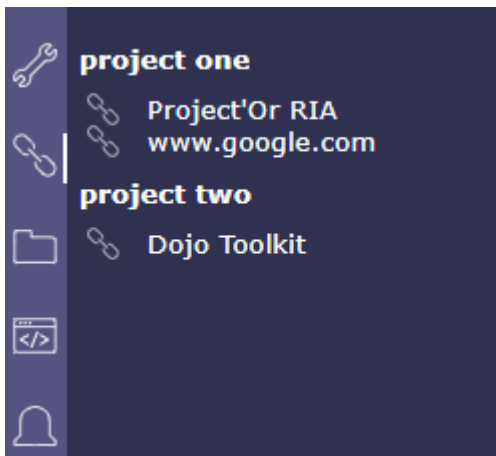 project one
Project'Or RIA
www.google.com
project two
Dojo Toolkit